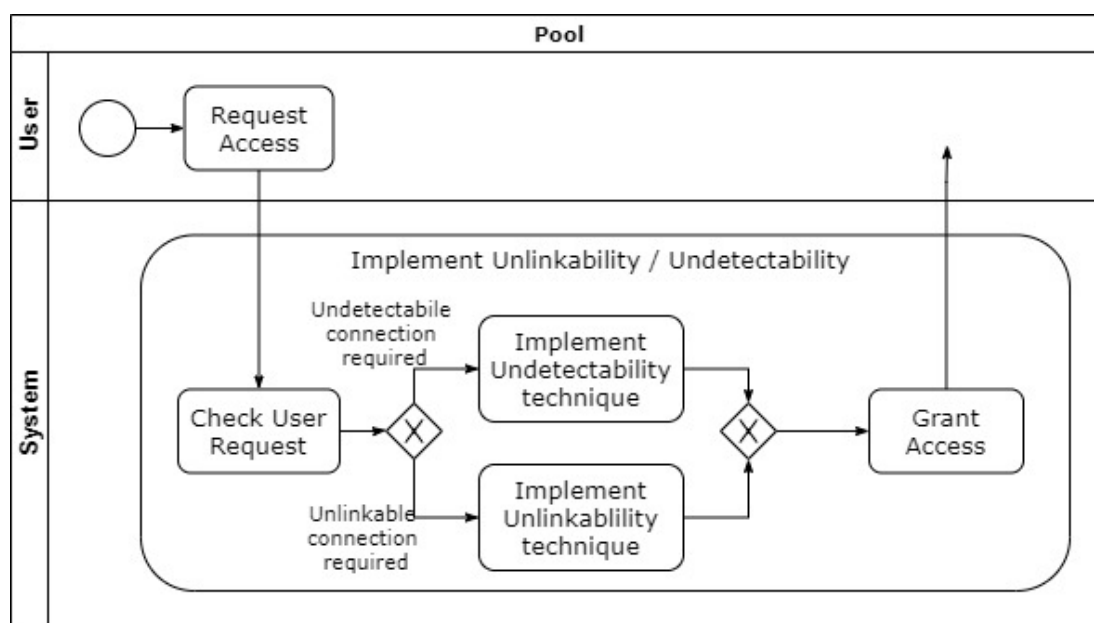 Pool
User
Request
Access
System
Implement Unlinkability / Undetectability
Undetectabile
connection
required
Implement
Undetectability
technique
Check User
Request
X
X
Grant
Access
Unlinkable
connection
required
Implement
Unlinkablility
technique